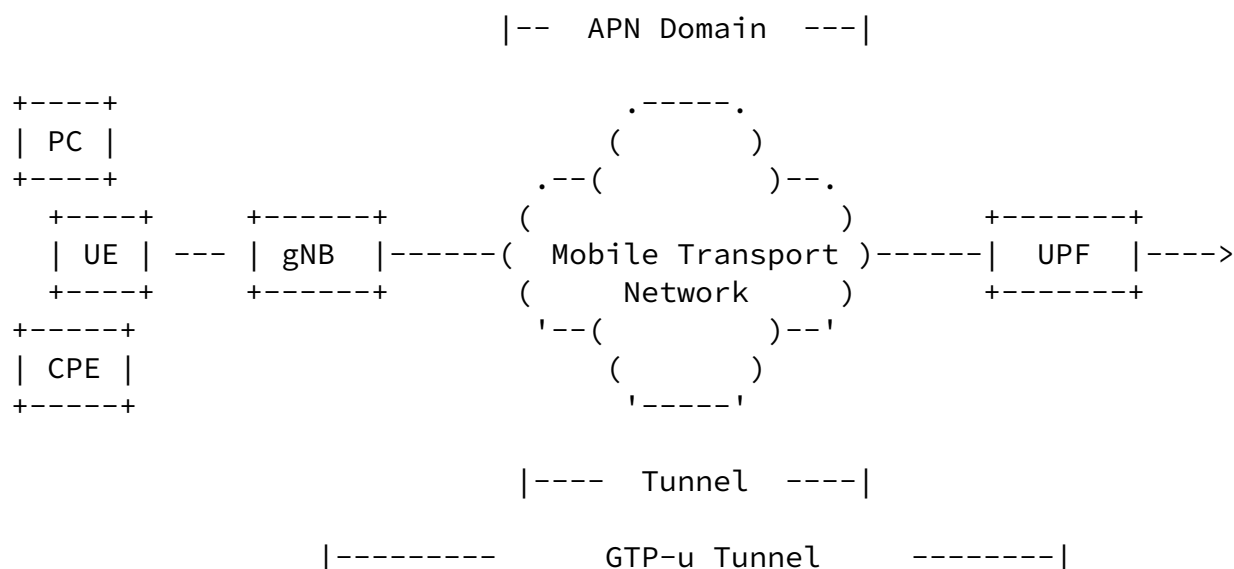 |-- APN Domain ---|
+----+ .-----.
| PC | ( )
+----+ .--( )--.
+----+ +------+ ( ) +-------+
| UE | --- | gNB |------( Mobile Transport )------| UPF |---->
+----+ +------+ ( Network ) +-------+
+-----+ '--( )--'
| CPE | ( )
+-----+ '-----'
|---- Tunnel ----|
|--------- GTP-u Tunnel --------|